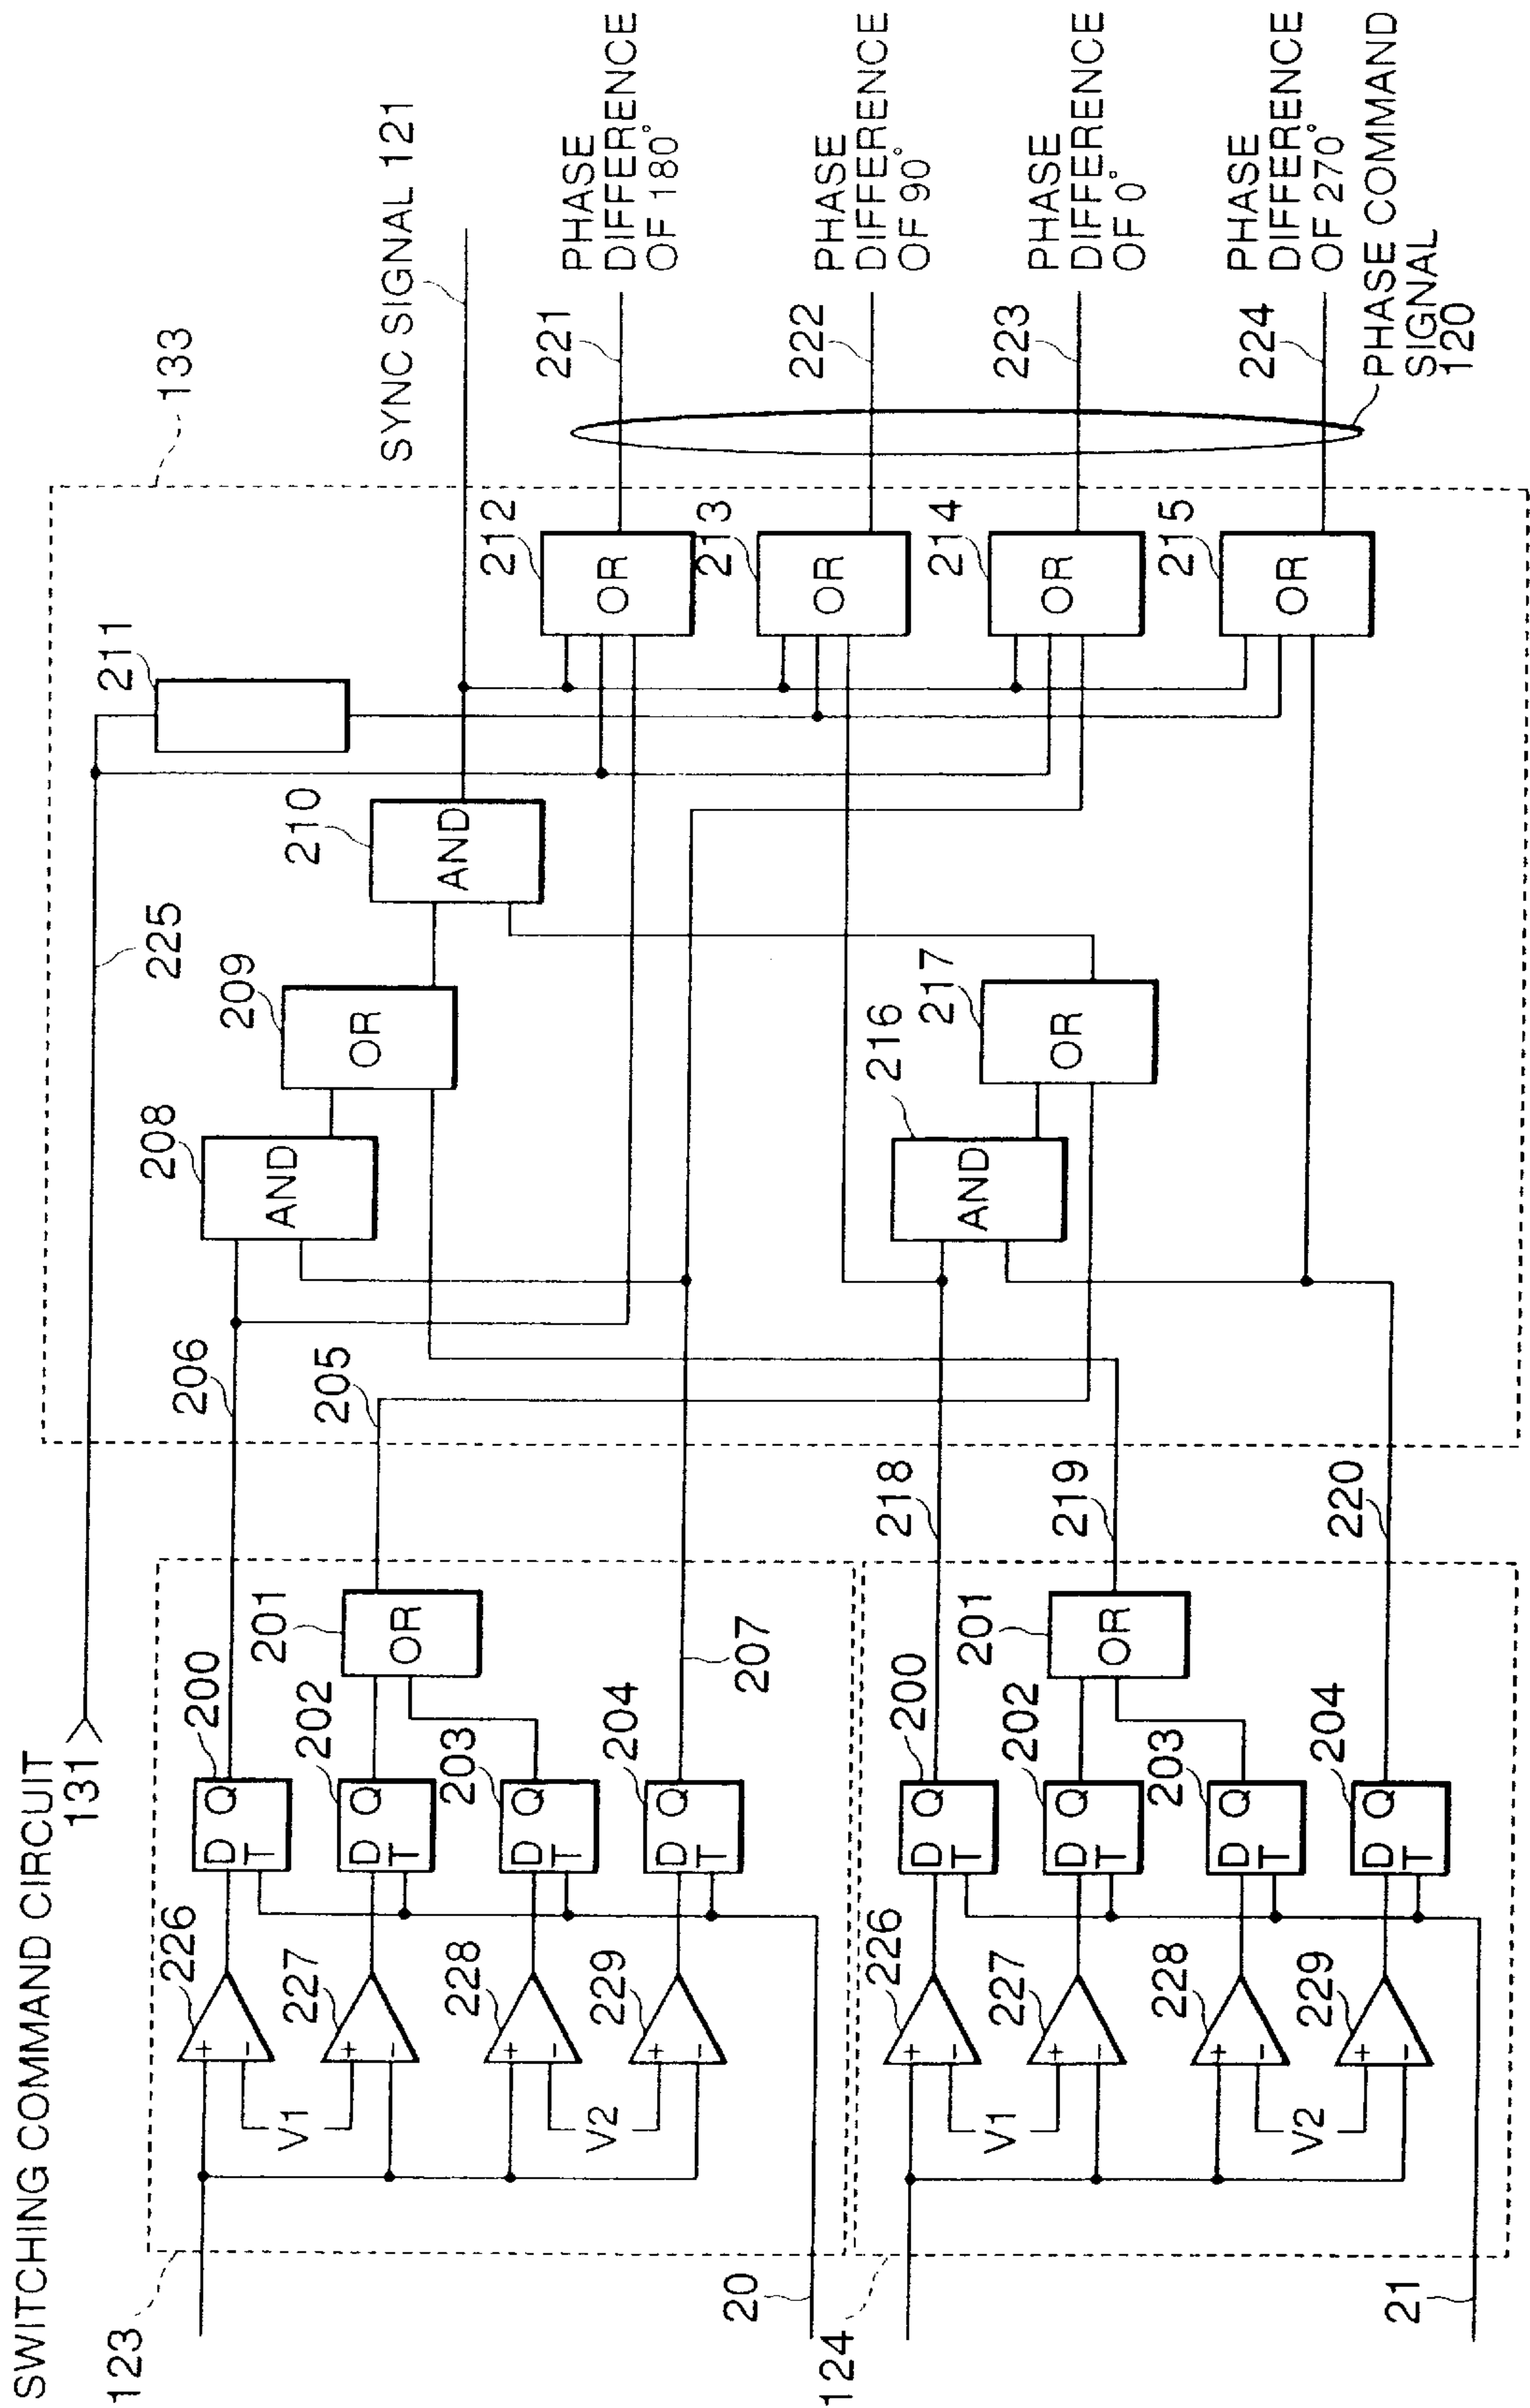 SWITCHING COMMAND CIRCUIT
131
225
211
133
SYNC SIGNAL 121
123
226
+
-
V1
227
+
-
228
+
-
V2
229
+
-
20
D Q
T
200
D Q
T
202
D Q
T
203
D Q
T
204
OR
201
206
205
207
AND
208
OR
209
AND
210
OR
212
OR
213
OR
214
OR
215
221
PHASE
DIFFERENCE
OF 180°
222
PHASE
DIFFERENCE
OF 90°
223
PHASE
DIFFERENCE
OF 0°
224
PHASE
DIFFERENCE
OF 270°
PHASE COMMAND
SIGNAL
120
124
226
+
-
V1
227
+
-
228
+
-
V2
229
+
-
21
D Q
T
200
D Q
T
202
D Q
T
203
D Q
T
204
OR
201
218
219
220
AND
216
OR
217